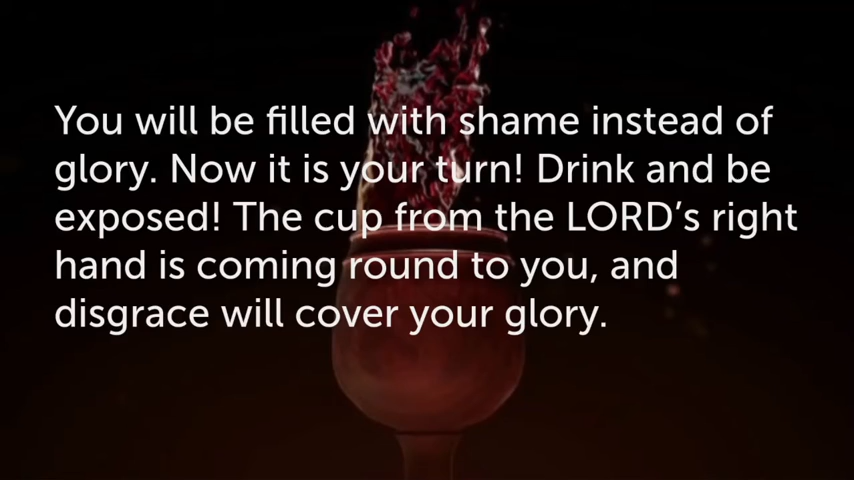 You will be filled with shame instead of
glory. Now it is your turn! Drink and be
exposed! The cup from the LORD’s right
hand is coming round to you, and
disgrace will cover your glory.